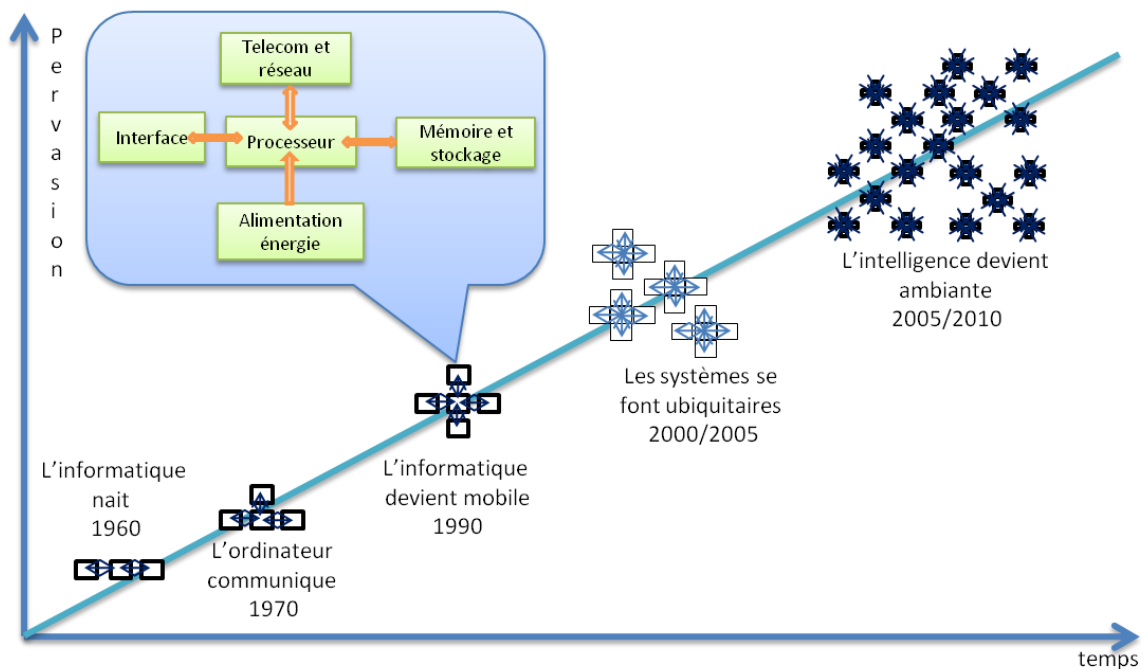 Pervasion
Telecom et
réseau
Interface
Processeur
Mémoire et
stockage
Alimentation
énergie
L'intelligence devient
ambiante
2005/2010
Les systèmes se
font ubiquitaires
2000/2005
L'informatique
devient mobile
1990
L'informatique
nait
1960
L'ordinateur
communique
1970
temps